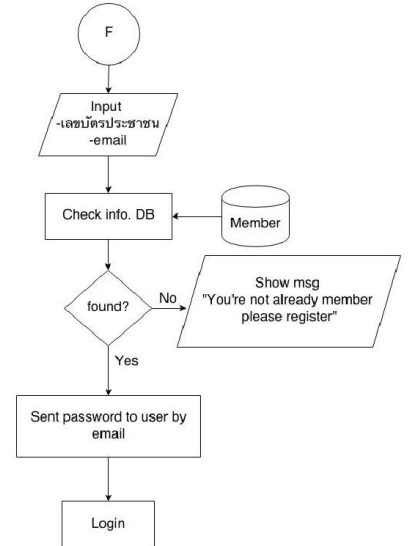 F
Input
-เลขบัตรประชาชน
-email
Check info. DB
Member
found?
No
Show msg
"You're not already member
please register"
Yes
Sent password to user by
email
Login